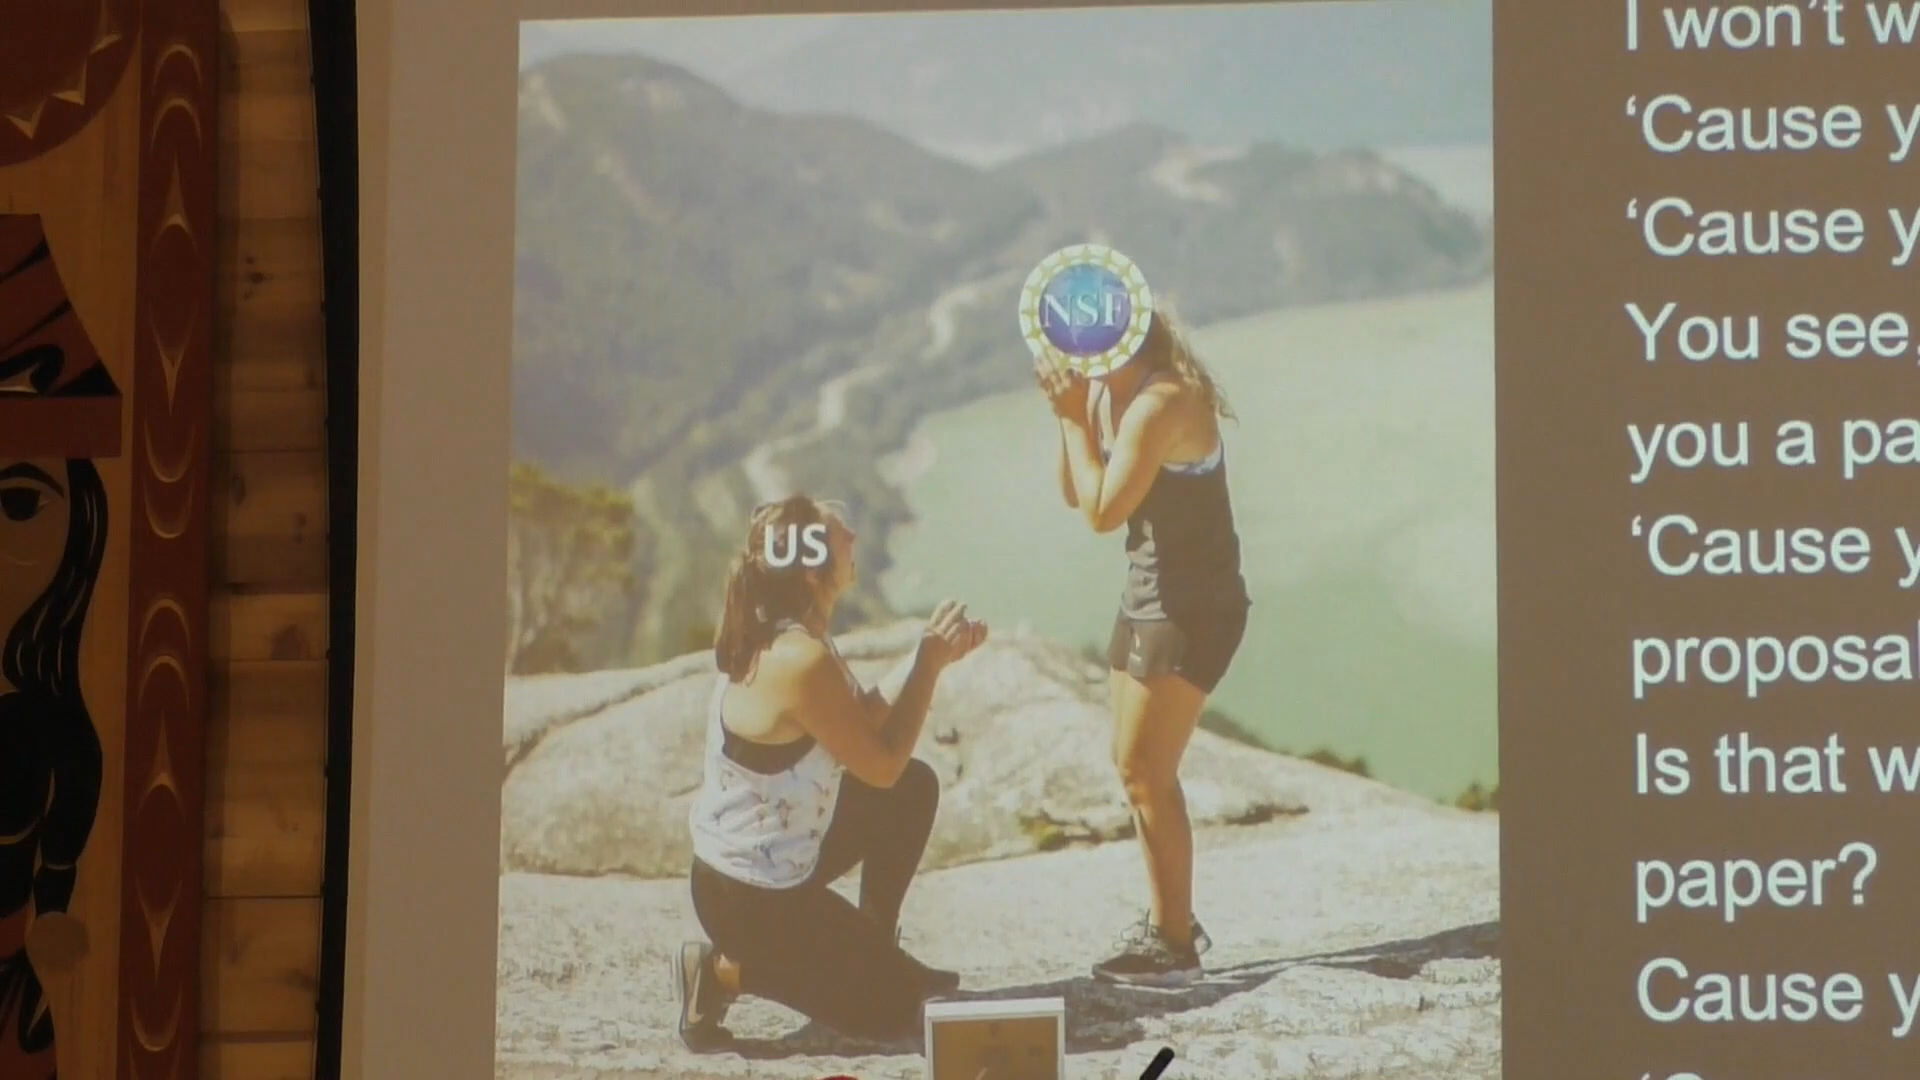 NSF
US
I won't w
‘Cause y
‘Cause y
You see,
you a pa
‘Cause y
proposal
Is that w
paper?
Cause y